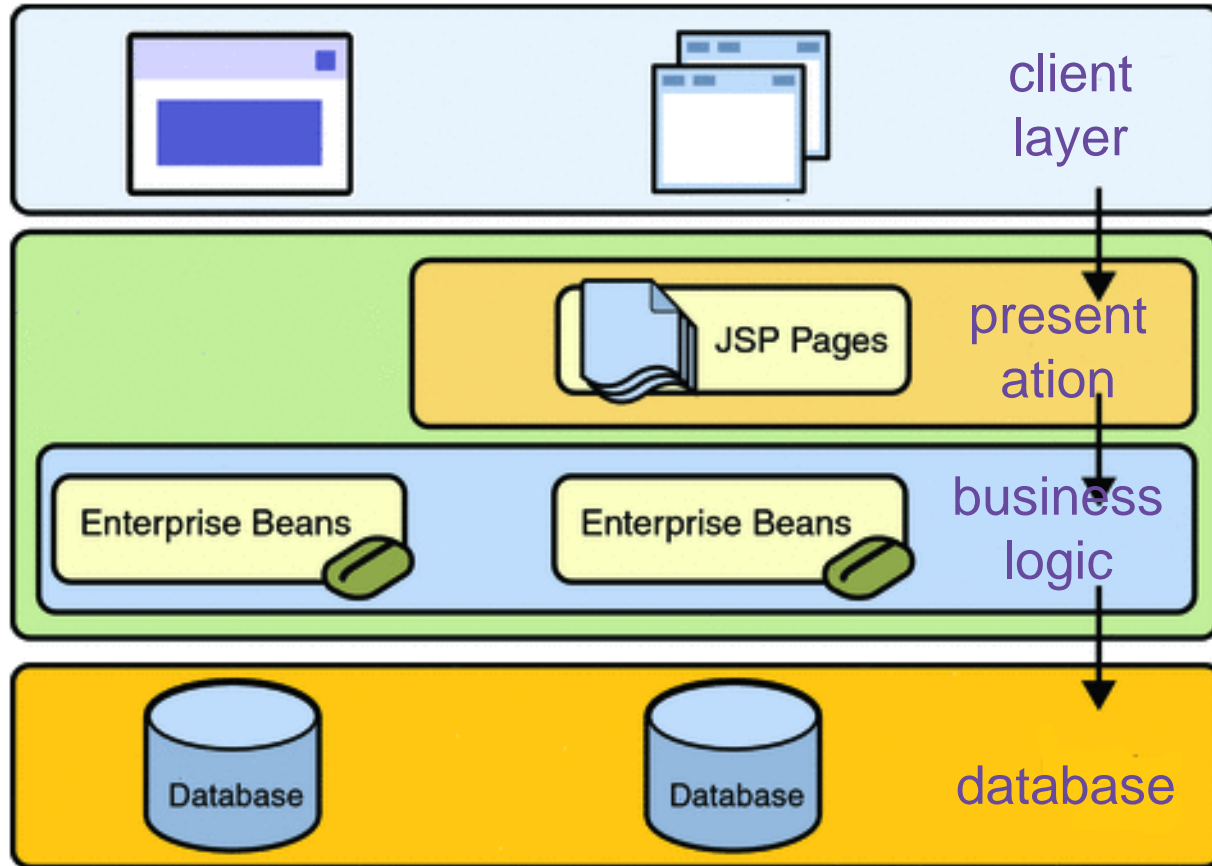 client
layer
JSP Pages
present
ation
Enterprise Beans
Enterprise Beans
business
logic
Database
Database
database